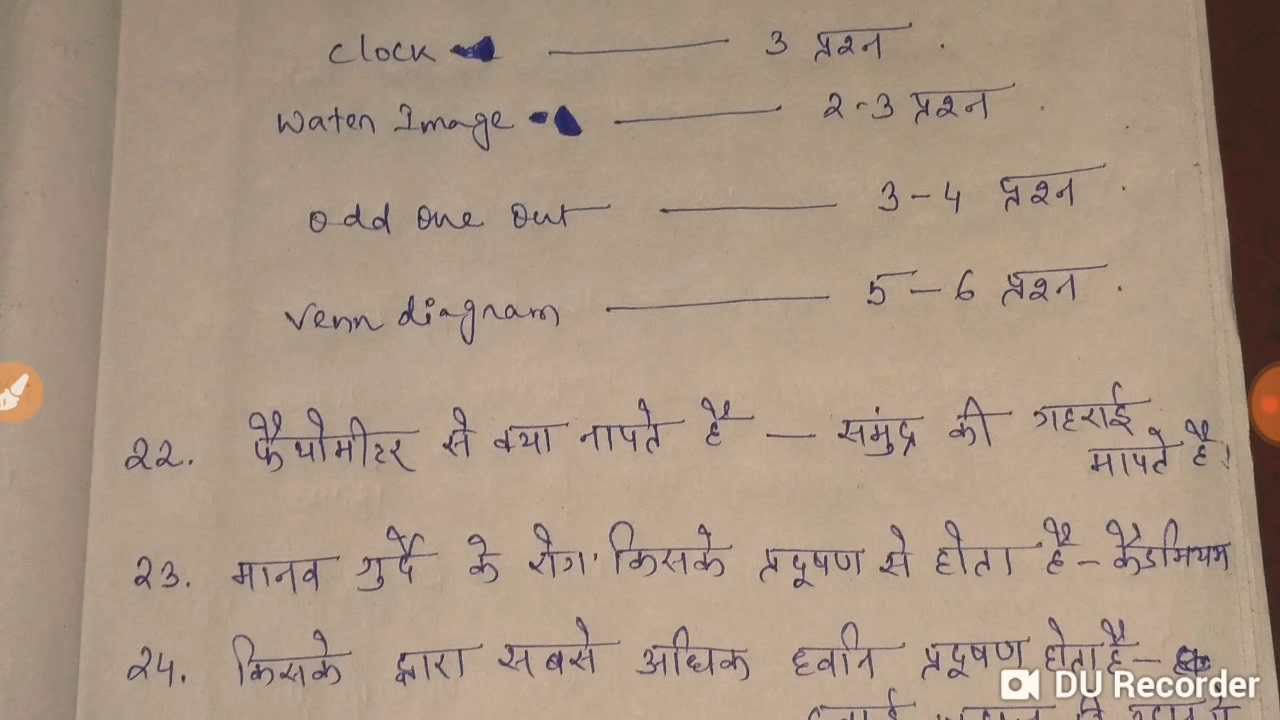 Clock — 3 प्रश्न .
Water Image - — 2-3 प्रश्न .
odd one out — 3-4 प्रश्न .
Venn diagram — 5-6 प्रश्न .
22. फैथोमीटर से क्या नापते है — समुंद्र की गहराई
मापते है।
23. मानव गुर्दे के रोग किसके प्रदूषण से होता है - कैडमियम
24. किसके द्वारा सबसे अधिक ध्वनि प्रदूषण होता है -
DU Recorder